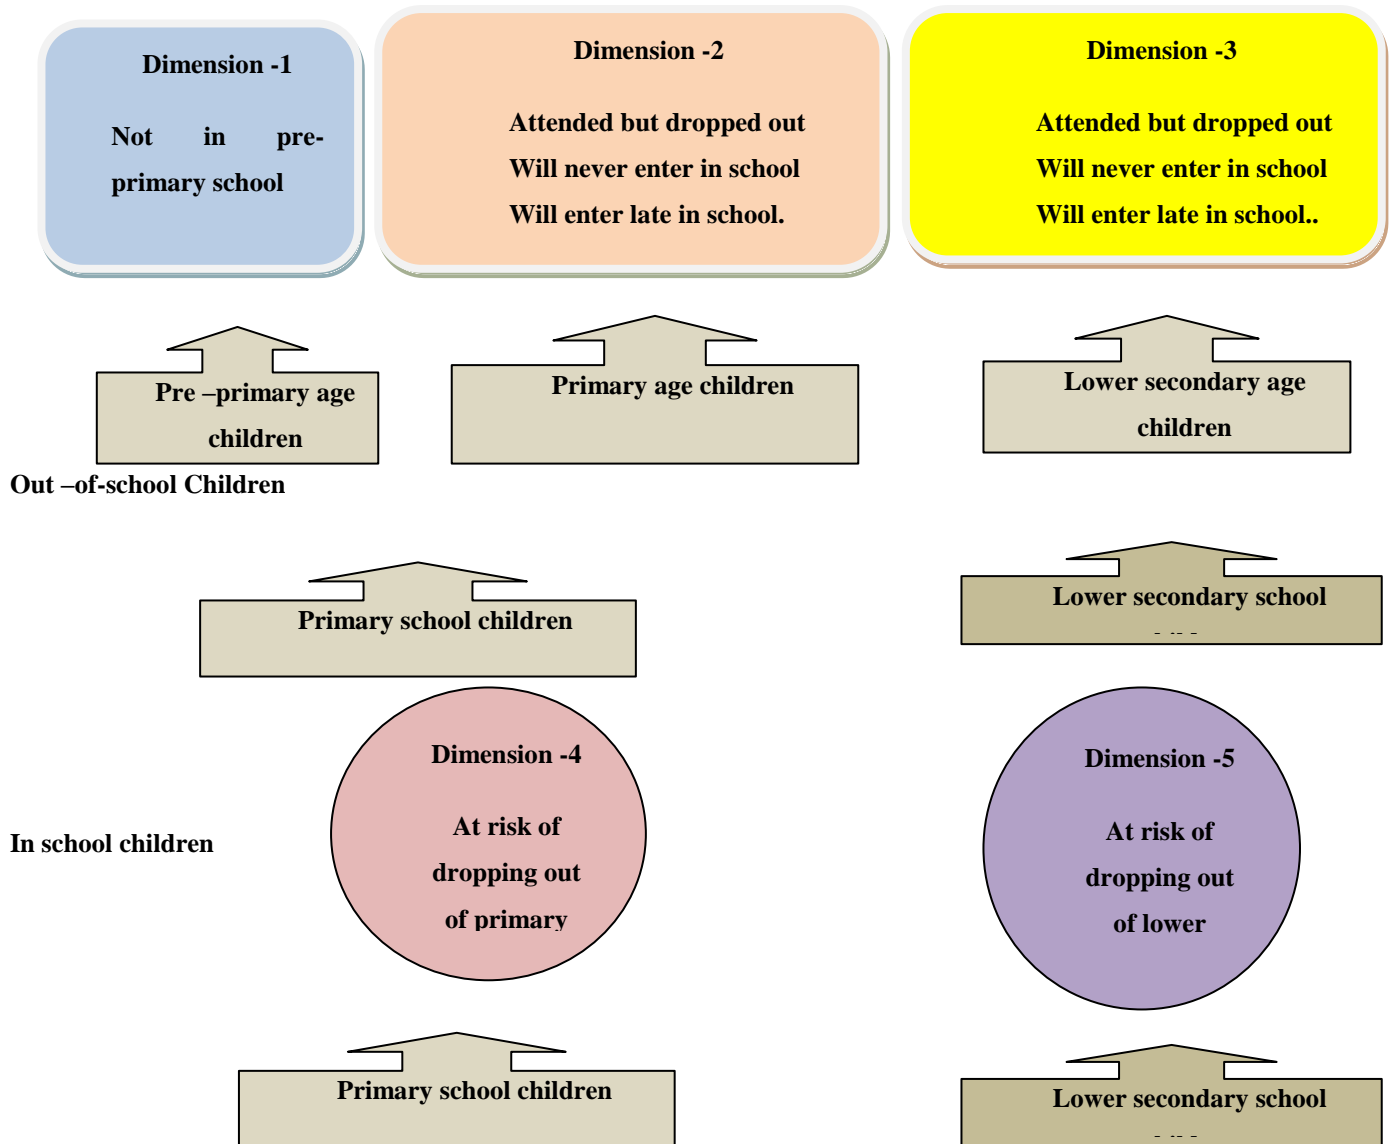 Dimension -1
Not in pre-
primary school
Dimension -2
Attended but dropped out
Will never enter in school
Will enter late in school.
Dimension -3
Attended but dropped out
Will never enter in school
Will enter late in school..
Pre –primary age
children
Primary age children
Lower secondary age
children
Out –of-school Children
Primary school children
Lower secondary school
Dimension -4
At risk of
dropping out
of primary
Dimension -5
At risk of
dropping out
of lower
In school children
Primary school children
Lower secondary school